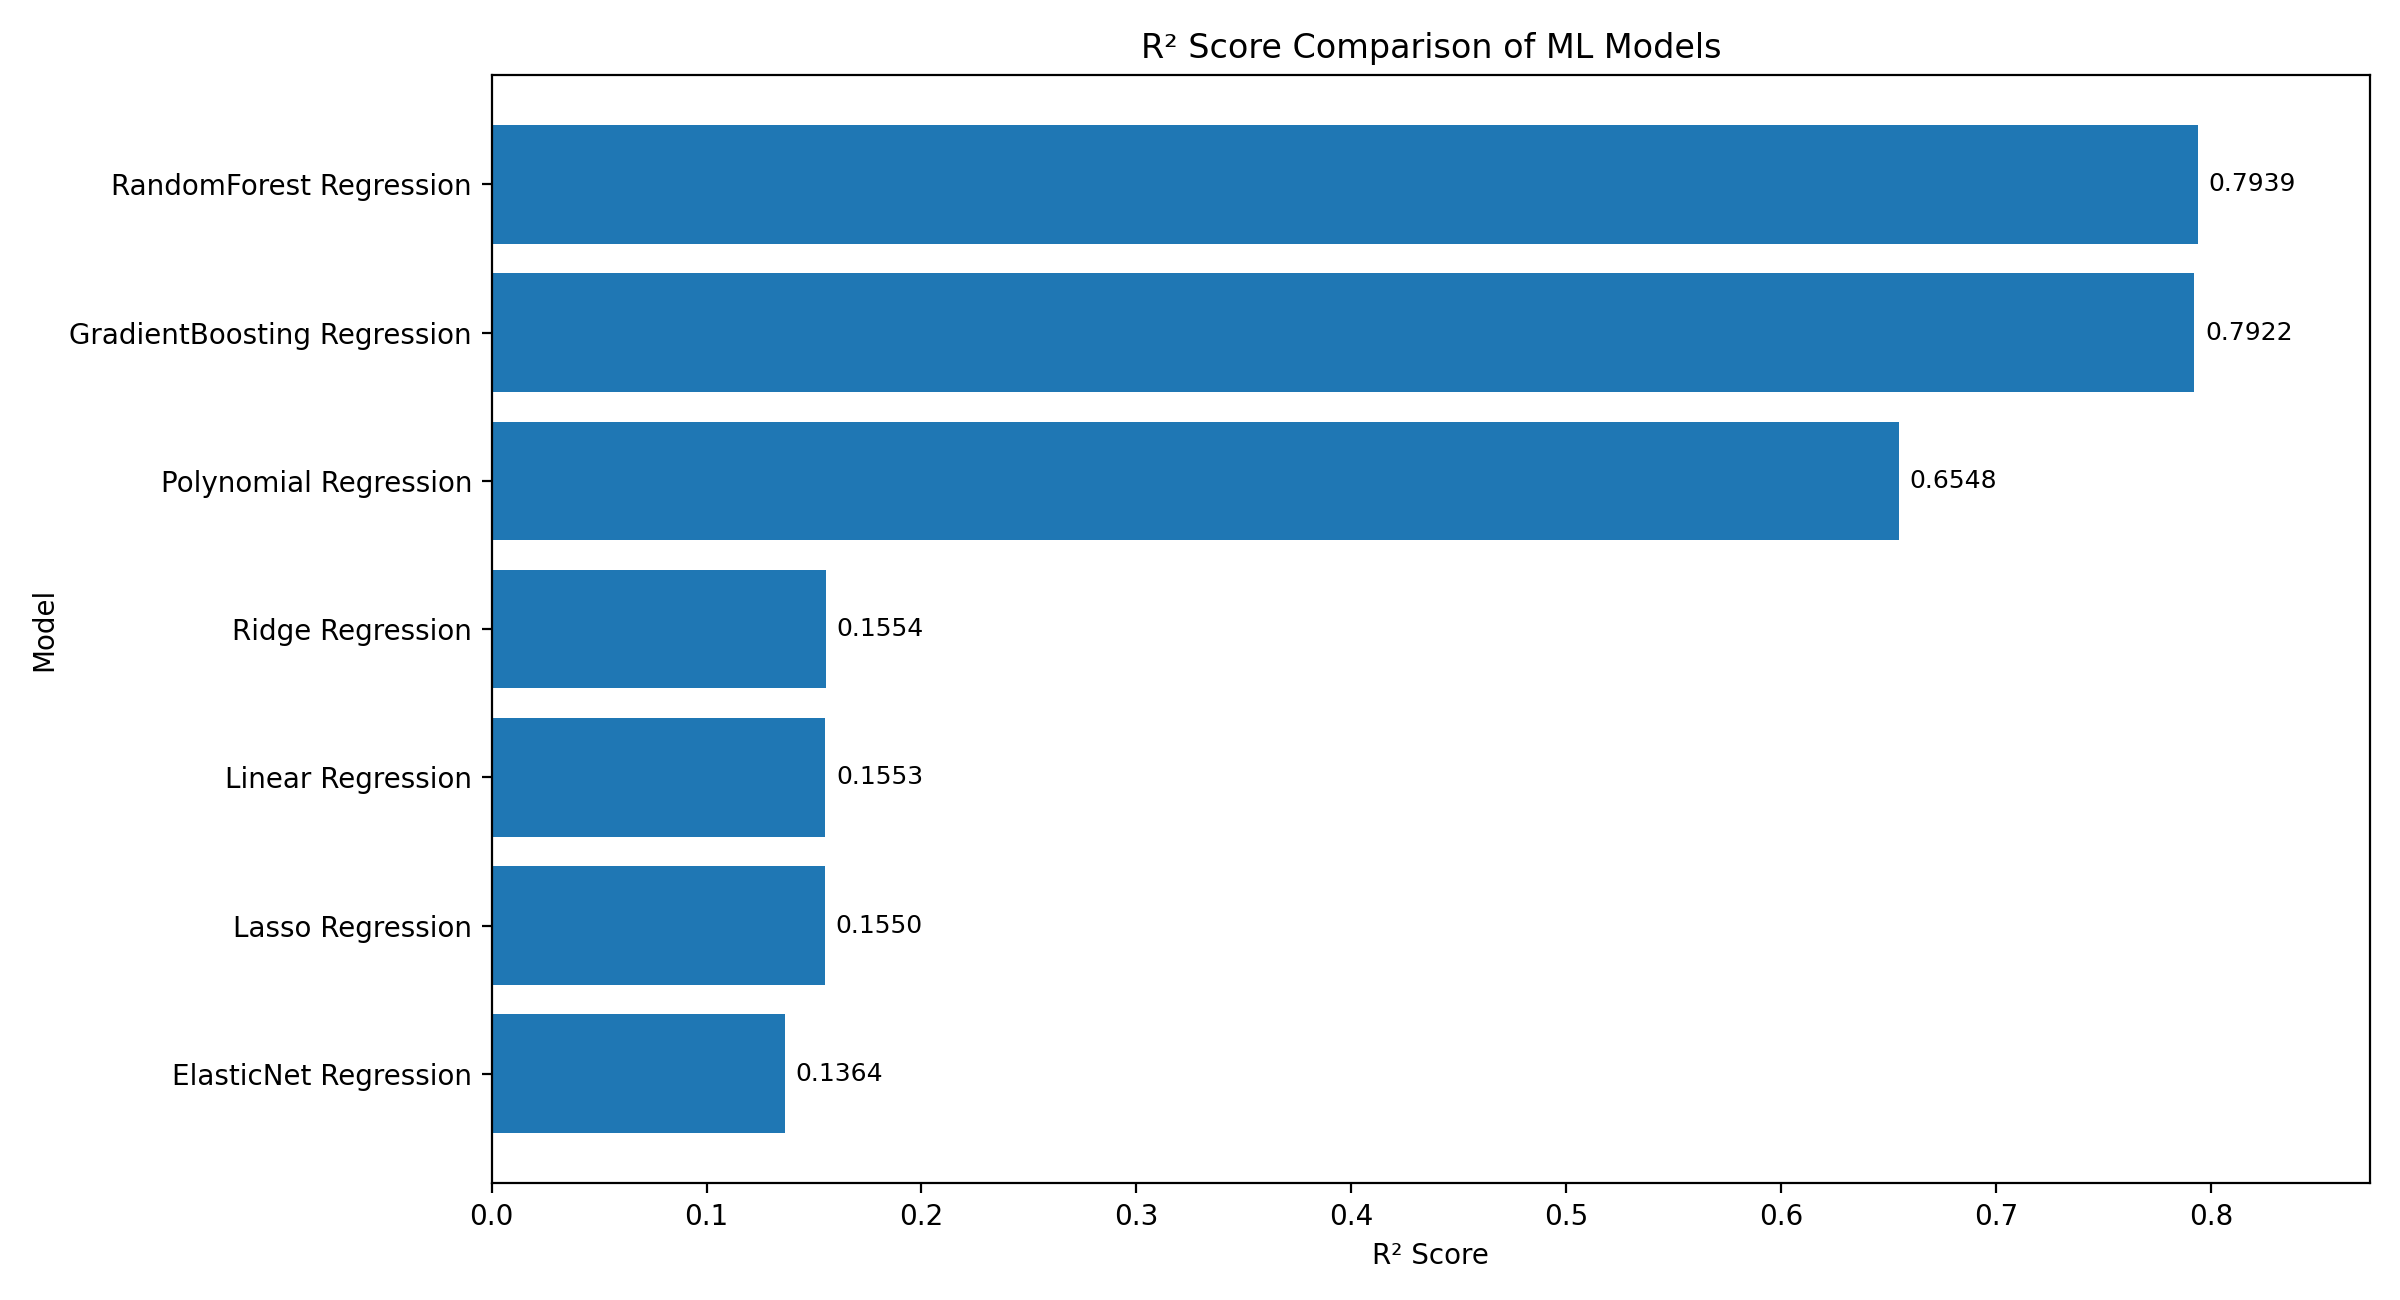 R² Score Comparison of ML Models
RandomForest Regression
0.7939
GradientBoosting Regression
0.7922
Polynomial Regression
0.6548
Ridge Regression
0.1554
Linear Regression
0.1553
Lasso Regression
0.1550
ElasticNet Regression
0.1364
Model
0.0 0.1 0.2 0.3 0.4 0.5 0.6 0.7 0.8
R² Score